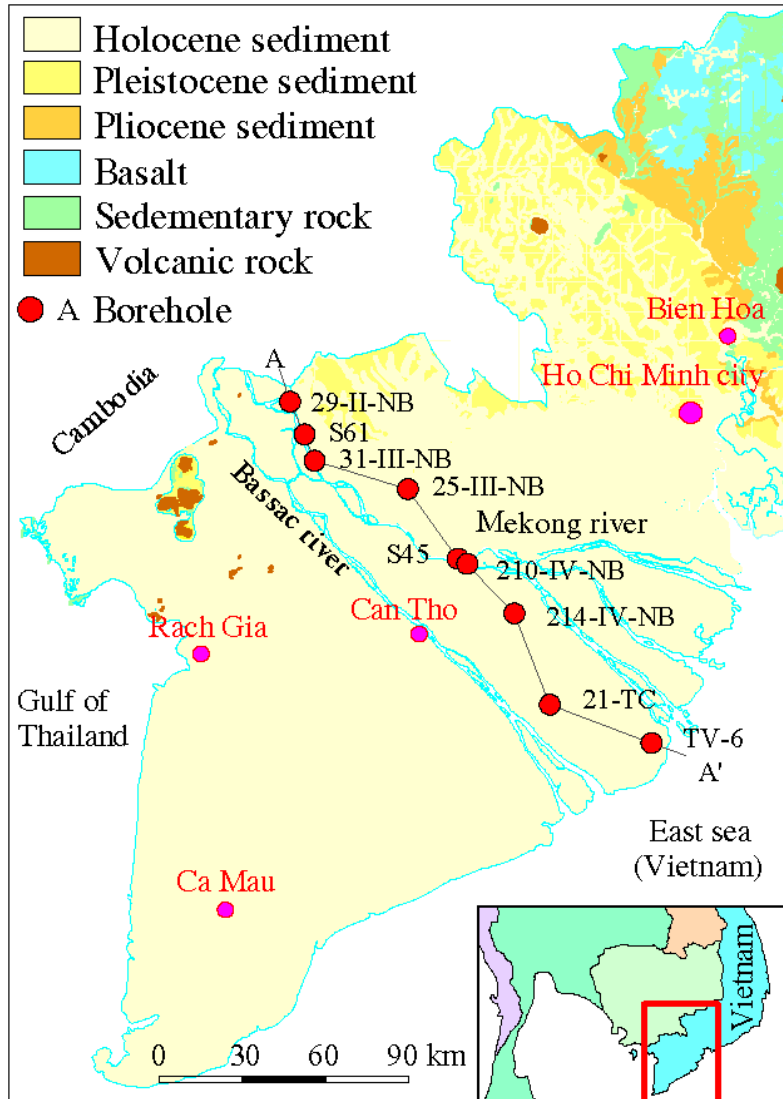 Holocene sediment
Pleistocene sediment
Pliocene sediment
Basalt
Sedementary rock
Volcanic rock
A Borehole
Bien Hoa
Ho Chi Minh city
Cambodia
A
29-II-NB
S61
31-III-NB
25-III-NB
Bassac river
Mekong river
S45
210-IV-NB
Can Tho
214-IV-NB
Rach Gia
Gulf of
Thailand
21-TC
TV-6
A'
East sea
(Vietnam)
Ca Mau
Vietnam
0 30 60 90 km